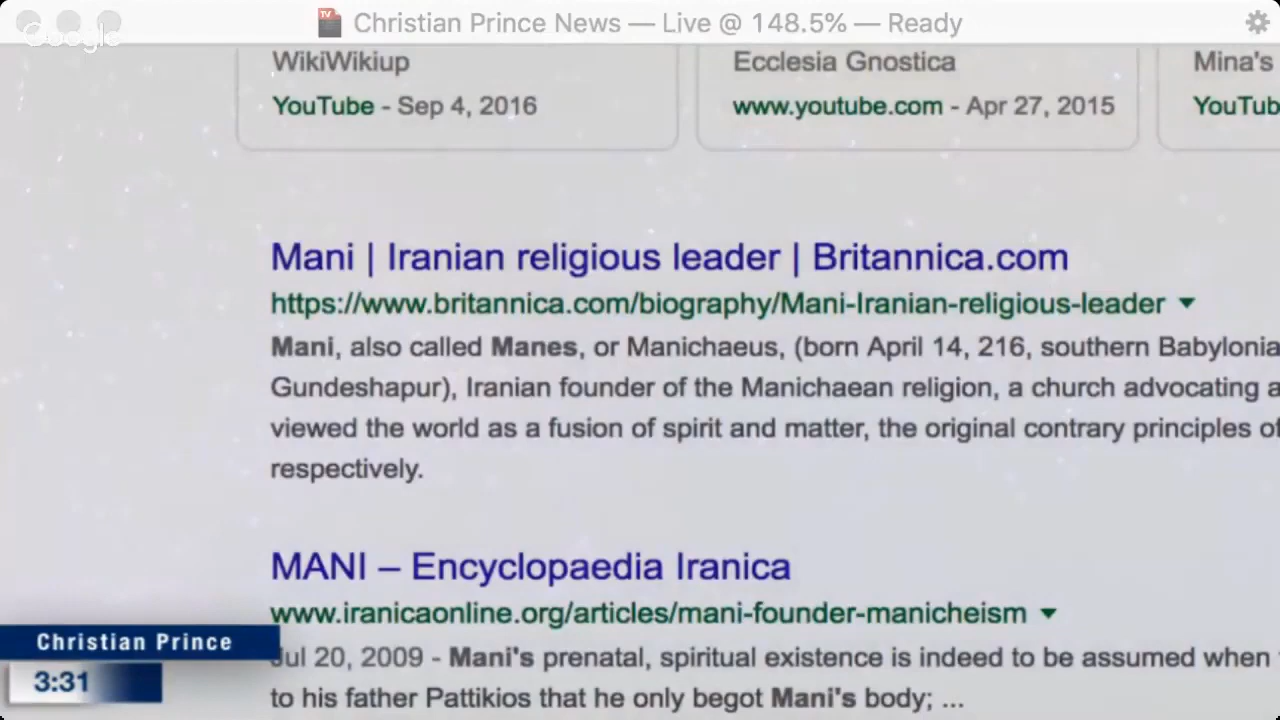 Christian Prince News — Live @ 148.5% — Ready
Google
WikiWikiup
YouTube - Sep 4, 2016
Ecclesia Gnostica
www.youtube.com - Apr 27, 2015
Mina's
YouTub
Mani | Iranian religious leader | Britannica.com
https://www.britannica.com/biography/Mani-Iranian-religious-leader
Mani, also called Manes, or Manichaeus, (born April 14, 216, southern Babylonia
Gundeshapur), Iranian founder of the Manichaean religion, a church advocating a
viewed the world as a fusion of spirit and matter, the original contrary principles of
respectively.
MANI – Encyclopaedia Iranica
www.iranicaonline.org/articles/mani-founder-manicheism
Jul 20, 2009 - Mani's prenatal, spiritual existence is indeed to be assumed when
to his father Pattikios that he only begot Mani's body; ...
Christian Prince
3:31